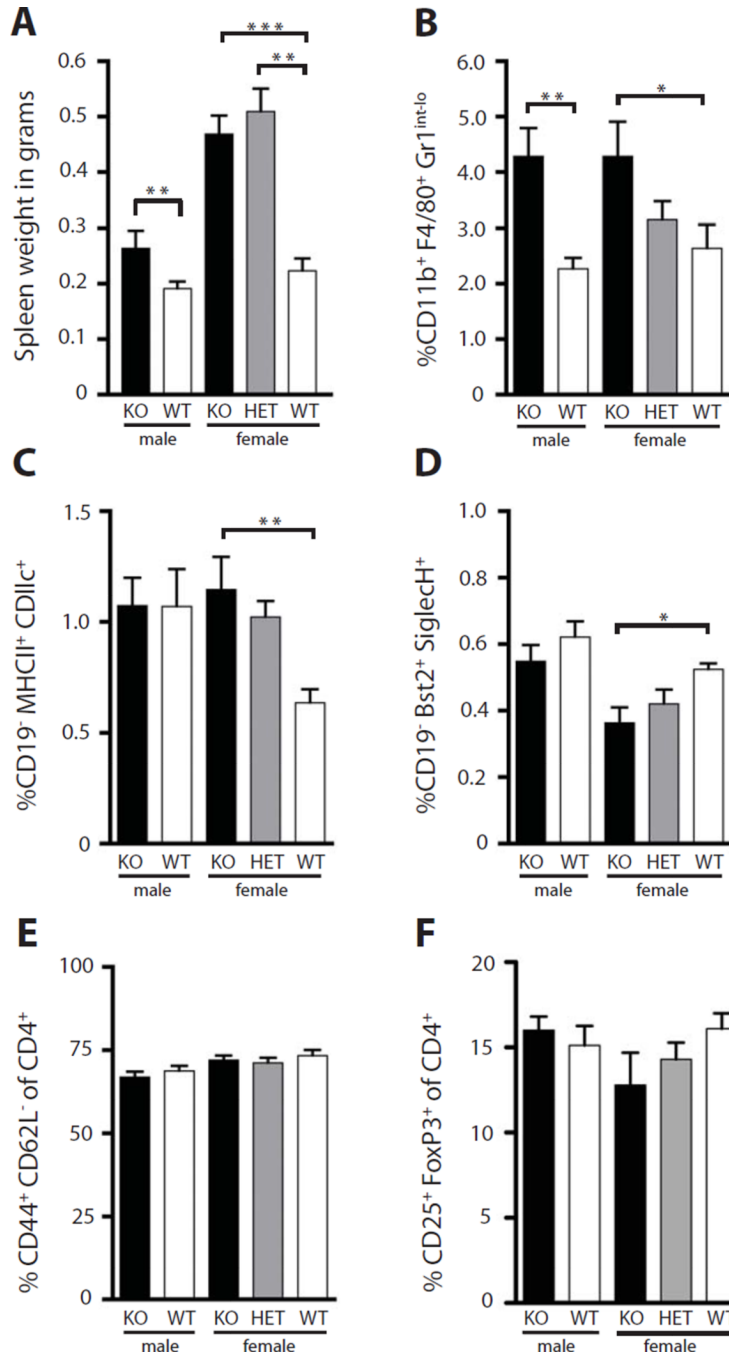 A
***
**
**
0.6
0.5
0.4
0.3
0.2
0.1
0
Spleen weight in grams
KO WT KO HET WT
male female
B
**
*
5.0
4.0
3.0
2.0
1.0
0
%CD11b⁺ F4/80⁺ Gr1ⁱⁿᵗ⁻ˡᵒ
KO WT KO HET WT
male female
C
**
1.5
1.0
0.5
0
%CD19⁻ MHCII⁺ CDIIc⁺
KO WT KO HET WT
male female
D
*
1.0
0.8
0.6
0.4
0.2
0
%CD19⁻ Bst2⁺ SiglecH⁺
KO WT KO HET WT
male female
E
100
75
50
25
0
% CD44⁺ CD62L⁻ of CD4⁺
KO WT KO HET WT
male female
F
20
15
10
5
0
% CD25⁺ FoxP3⁺ of CD4⁺
KO WT KO HET WT
male female